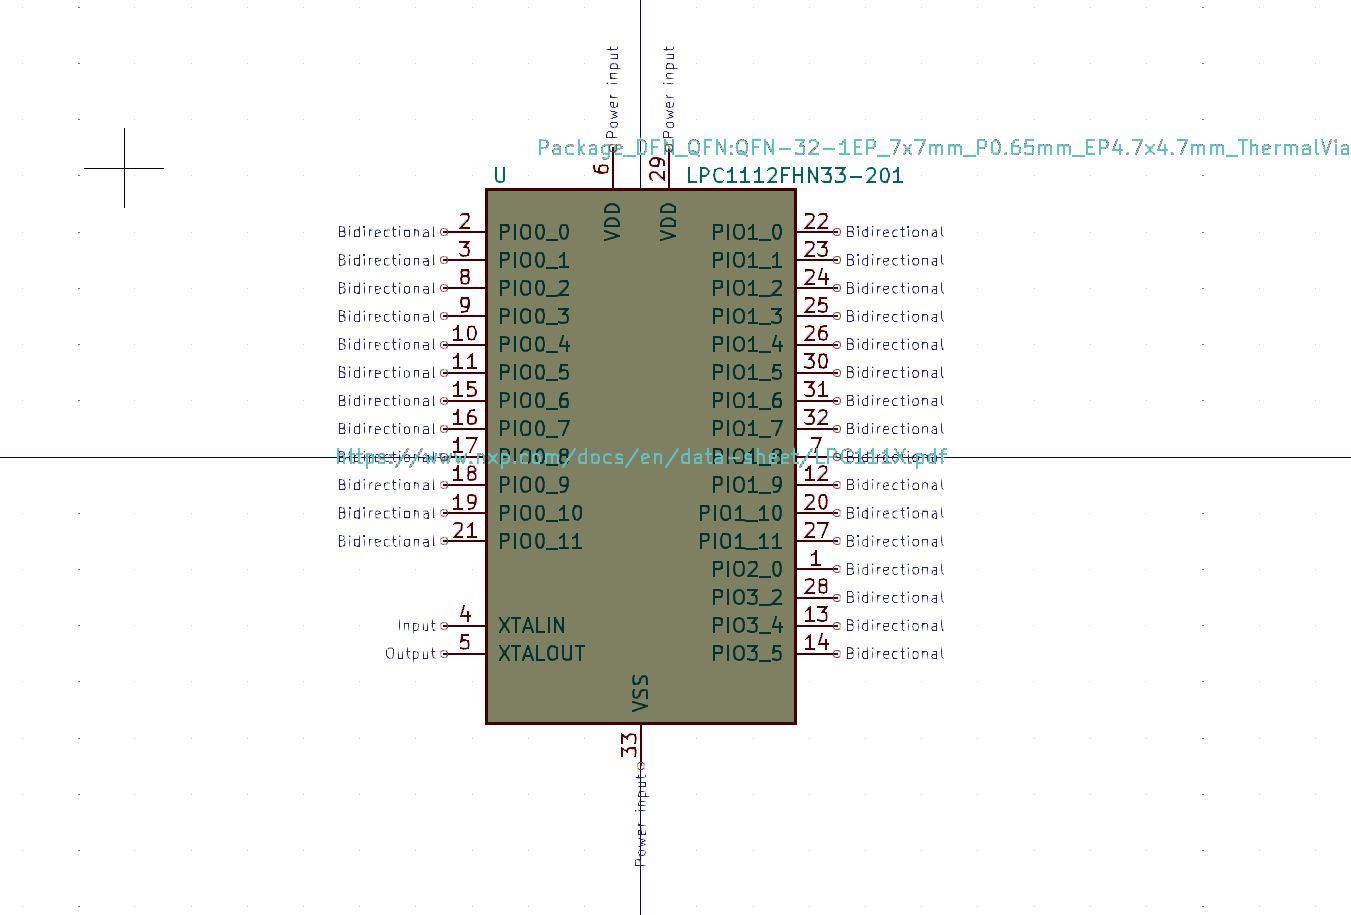 Power input
Power input
Package_DFN_QFN:QFN-32-1EP_7x7mm_P0.65mm_EP4.7x4.7mm_ThermalVia
6
29
U
LPC1112FHN33-201
VDD
VDD
Bidirectional 2 PIO0_0 PIO1_0 22 Bidirectional
Bidirectional 3 PIO0_1 PIO1_1 23 Bidirectional
Bidirectional 8 PIO0_2 PIO1_2 24 Bidirectional
Bidirectional 9 PIO0_3 PIO1_3 25 Bidirectional
Bidirectional 10 PIO0_4 PIO1_4 26 Bidirectional
Bidirectional 11 PIO0_5 PIO1_5 30 Bidirectional
Bidirectional 15 PIO0_6 PIO1_6 31 Bidirectional
Bidirectional 16 PIO0_7 PIO1_7 32 Bidirectional
Bidirectional 17 PIO0_8 PIO1_8 7 Bidirectional
https://www.nxp.com/docs/en/data-sheet/LPC111X.pdf
Bidirectional 18 PIO0_9 PIO1_9 12 Bidirectional
Bidirectional 19 PIO0_10 PIO1_10 20 Bidirectional
Bidirectional 21 PIO0_11 PIO1_11 27 Bidirectional
PIO2_0 1 Bidirectional
PIO3_2 28 Bidirectional
Input 4 XTALIN PIO3_4 13 Bidirectional
Output 5 XTALOUT PIO3_5 14 Bidirectional
VSS
33
Power input